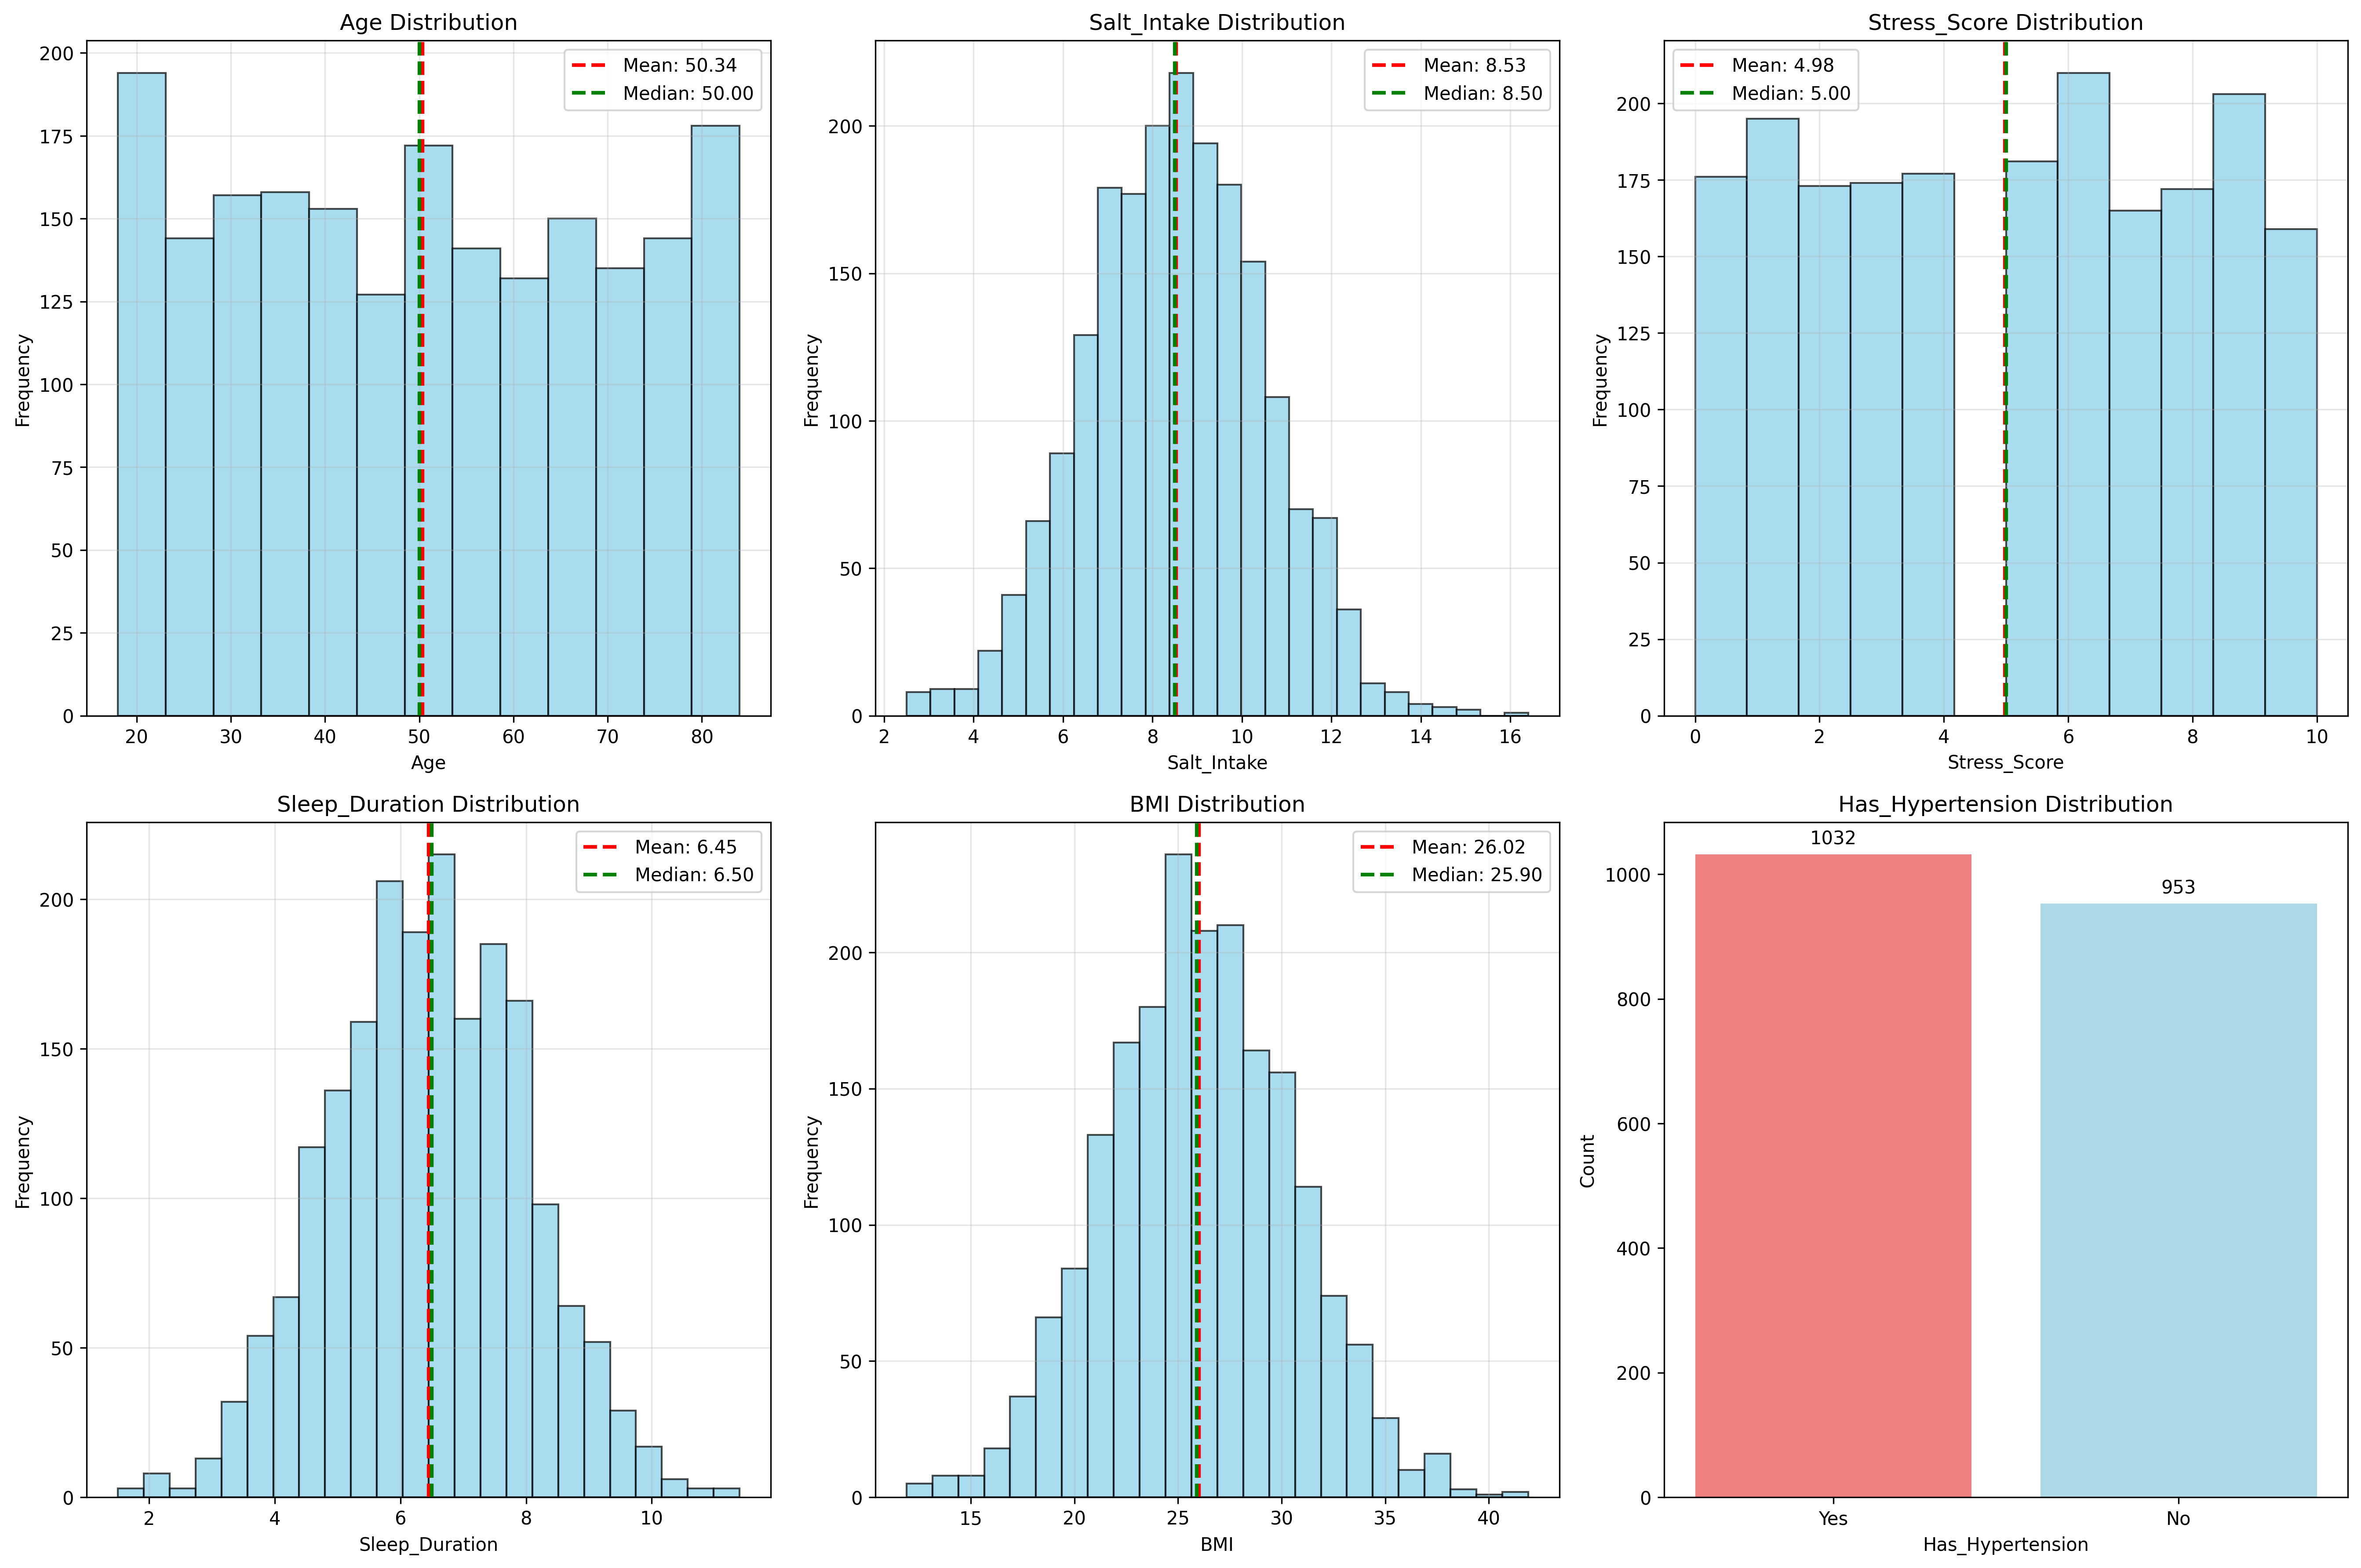 Age Distribution
Mean: 50.34
Median: 50.00
Frequency
0
25
50
75
100
125
150
175
200
20
30
40
50
60
70
80
Age
Salt_Intake Distribution
Mean: 8.53
Median: 8.50
Frequency
0
50
100
150
200
2
4
6
8
10
12
14
16
Salt_Intake
Stress_Score Distribution
Mean: 4.98
Median: 5.00
Frequency
0
25
50
75
100
125
150
175
200
0
2
4
6
8
10
Stress_Score
Sleep_Duration Distribution
Mean: 6.45
Median: 6.50
Frequency
0
50
100
150
200
2
4
6
8
10
Sleep_Duration
BMI Distribution
Mean: 26.02
Median: 25.90
Frequency
0
50
100
150
200
15
20
25
30
35
40
BMI
Has_Hypertension Distribution
1032
953
Count
0
200
400
600
800
1000
Yes
No
Has_Hypertension